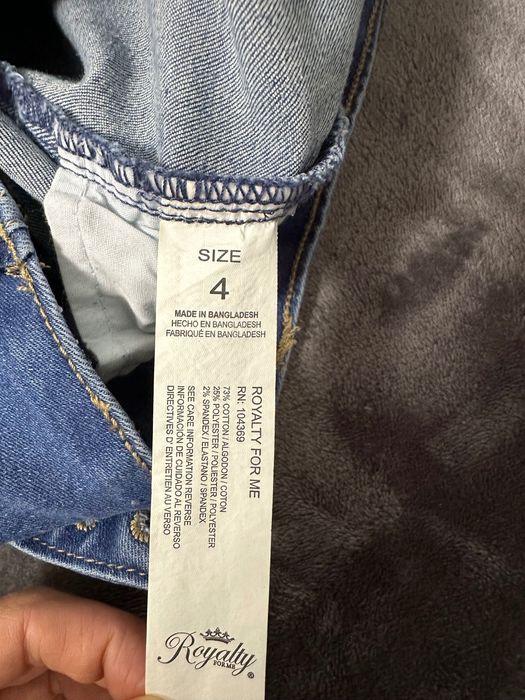 SIZE
4
MADE IN BANGLADESH
HECHO EN BANGLADESH
FABRIQUÉ EN BANGLADESH
ROYALTY FOR ME
RN: 104369
73% COTTON / ALGODON / COTON
25% POLYESTER / POLIESTER / POLYESTER
2% SPANDEX / ELASTANO / SPANDEX
SEE CARE INFORMATION REVERSE
INFORMACIÓN DE CUIDADO AL REVERSO
DIRECTIVES D' ENTRETIEN AU VERSO
Royalty
FOR ME
®